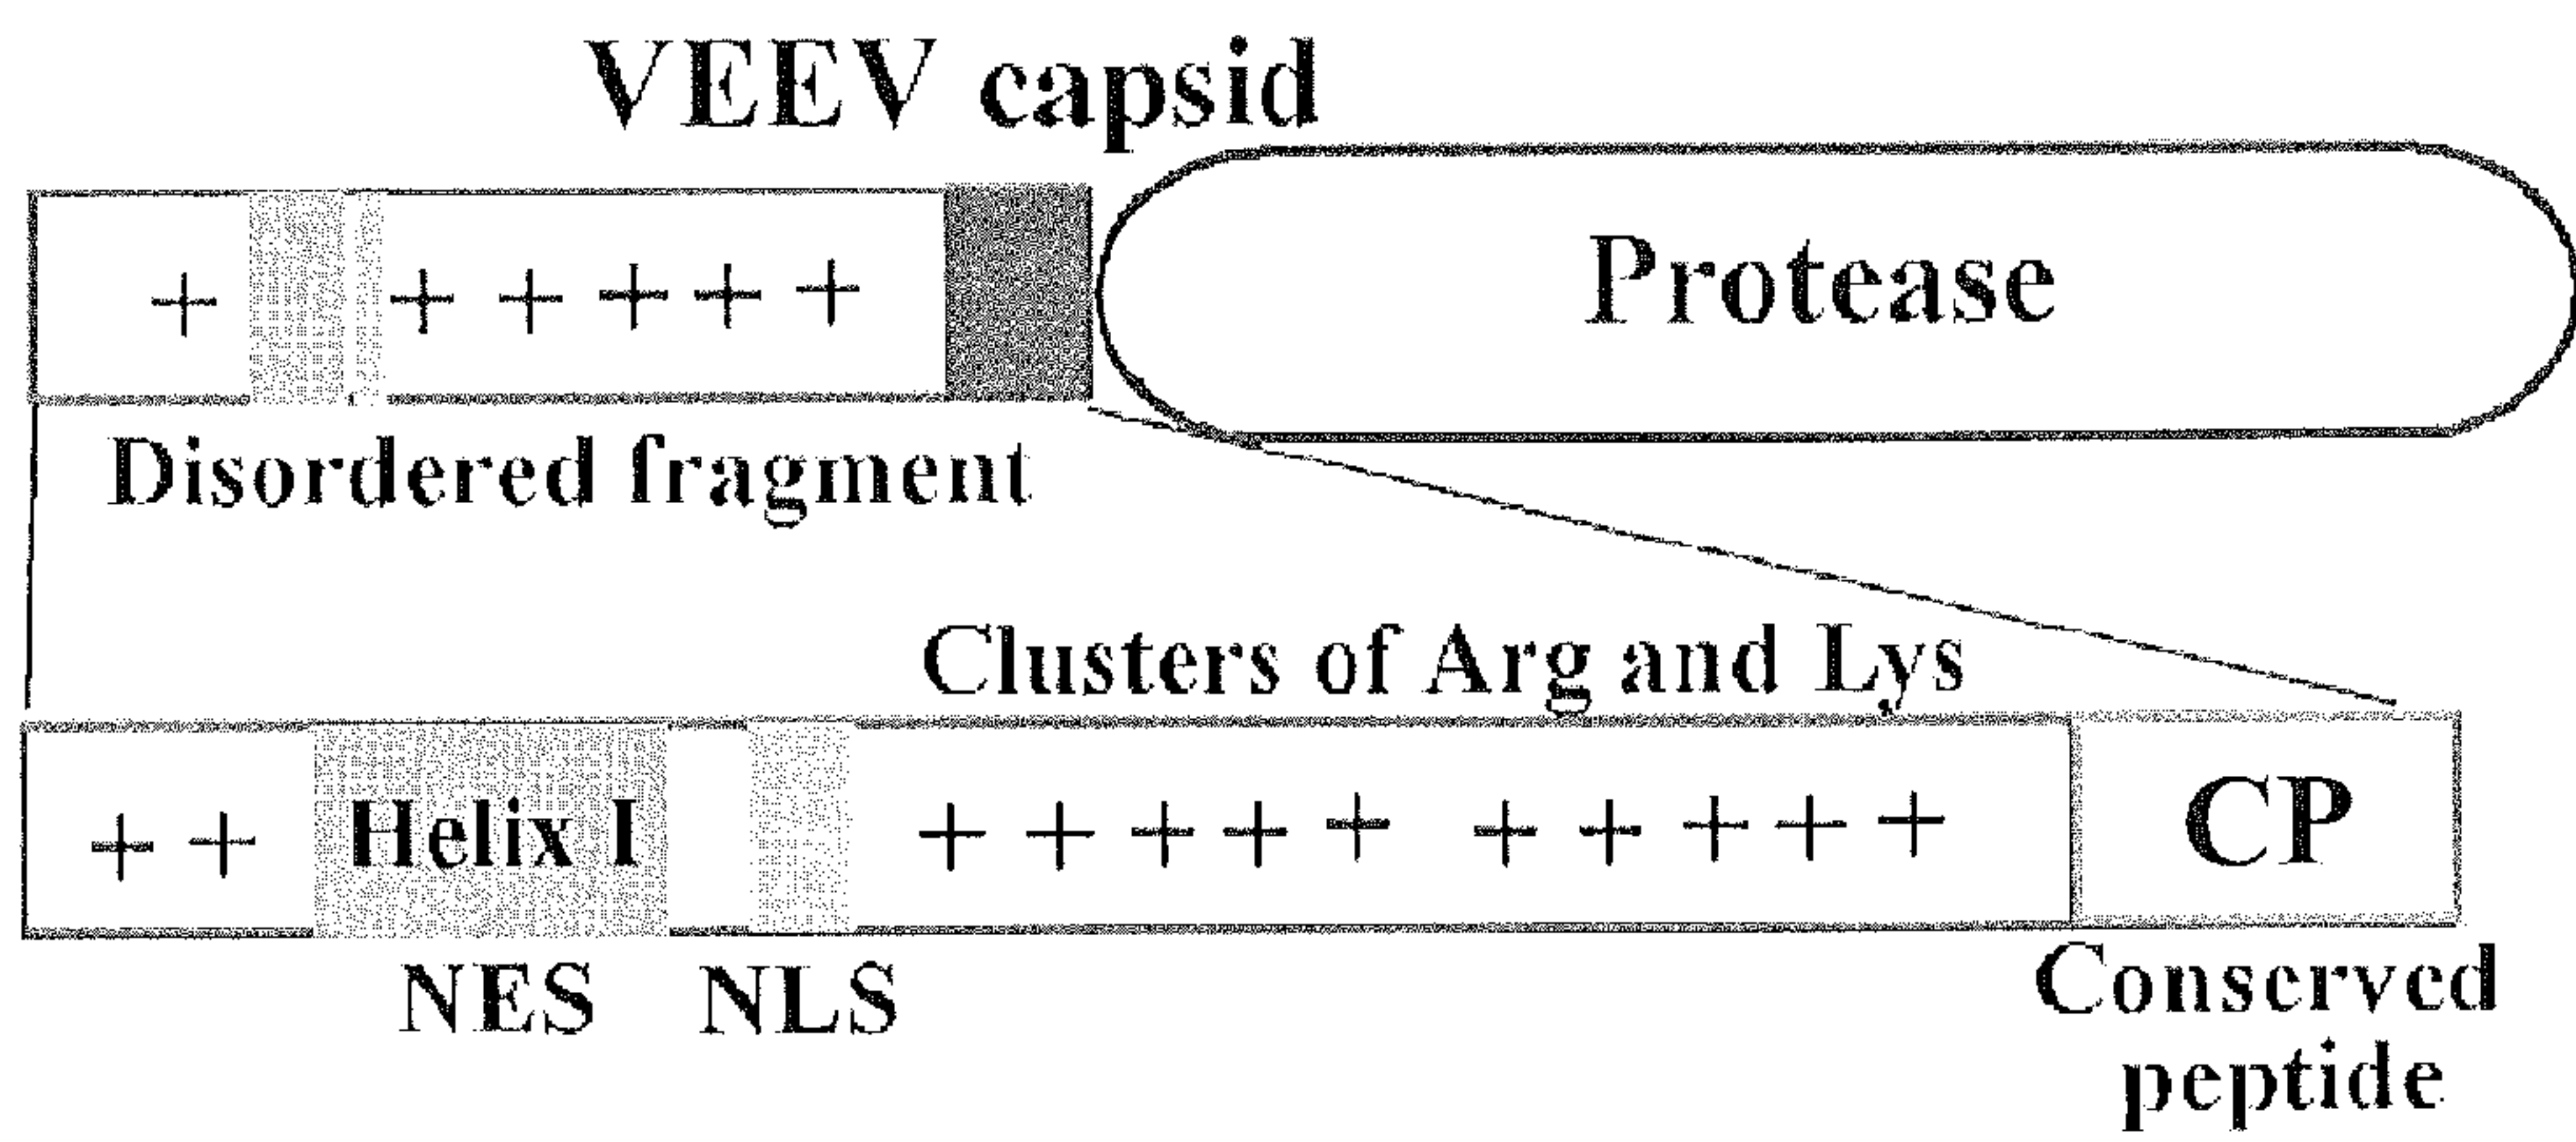 VEEV capsid
+ + + + + +
Protease
Disordered fragment
Clusters of Arg and Lys
+ + Helix I + + + + + + + + + + CP
NES NLS
Conserved
peptide